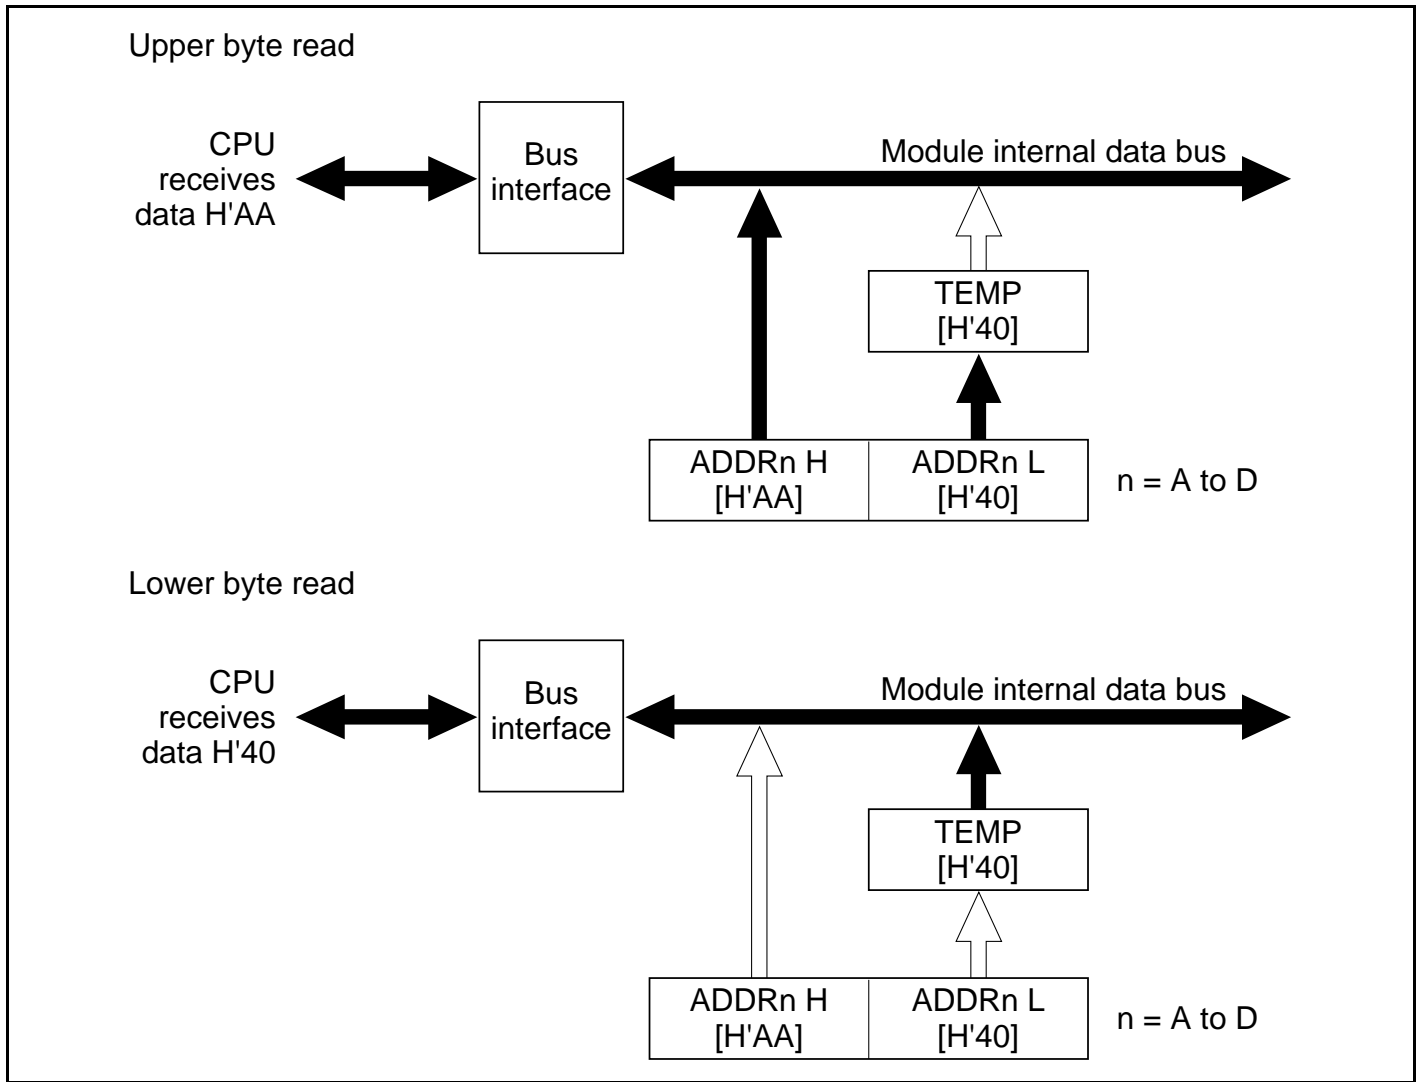 Upper byte read
CPU
receives
data H'AA
Bus
interface
Module internal data bus
TEMP
[H'40]
ADDRn H
[H'AA]
ADDRn L
[H'40]
n = A to D
Lower byte read
CPU
receives
data H'40
Bus
interface
Module internal data bus
TEMP
[H'40]
ADDRn H
[H'AA]
ADDRn L
[H'40]
n = A to D